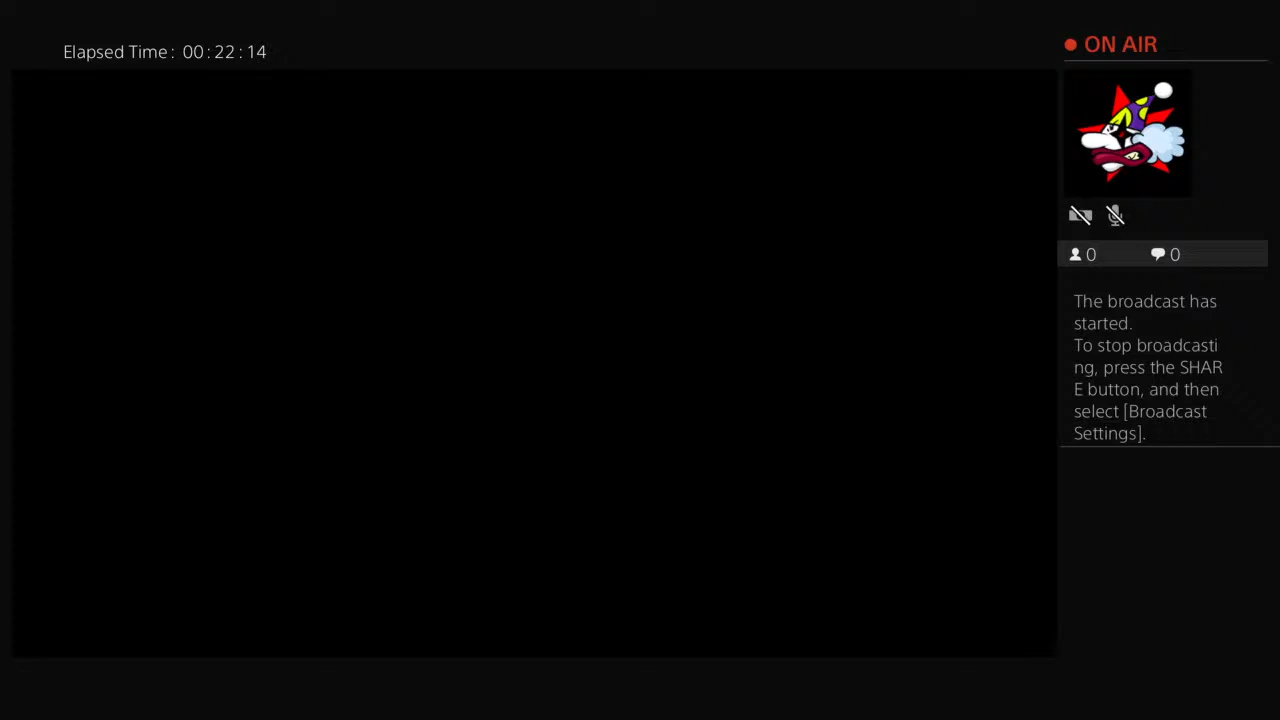 Elapsed Time: 00:22:14
ON AIR
0 0
The broadcast has
started.
To stop broadcasti
ng, press the SHAR
E button, and then
select [Broadcast
Settings].